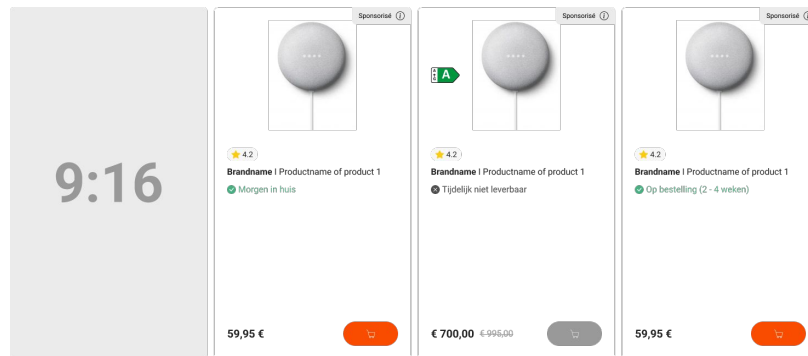 9:16
Sponsorisé
4.2
Brandname I Productname of product 1
Morgen in huis
59,95 €
Sponsorisé
A
4.2
Brandname I Productname of product 1
Tijdelijk niet leverbaar
€ 700,00 € 995,00
Sponsorisé
4.2
Brandname I Productname of product 1
Op bestelling (2 - 4 weken)
59,95 €